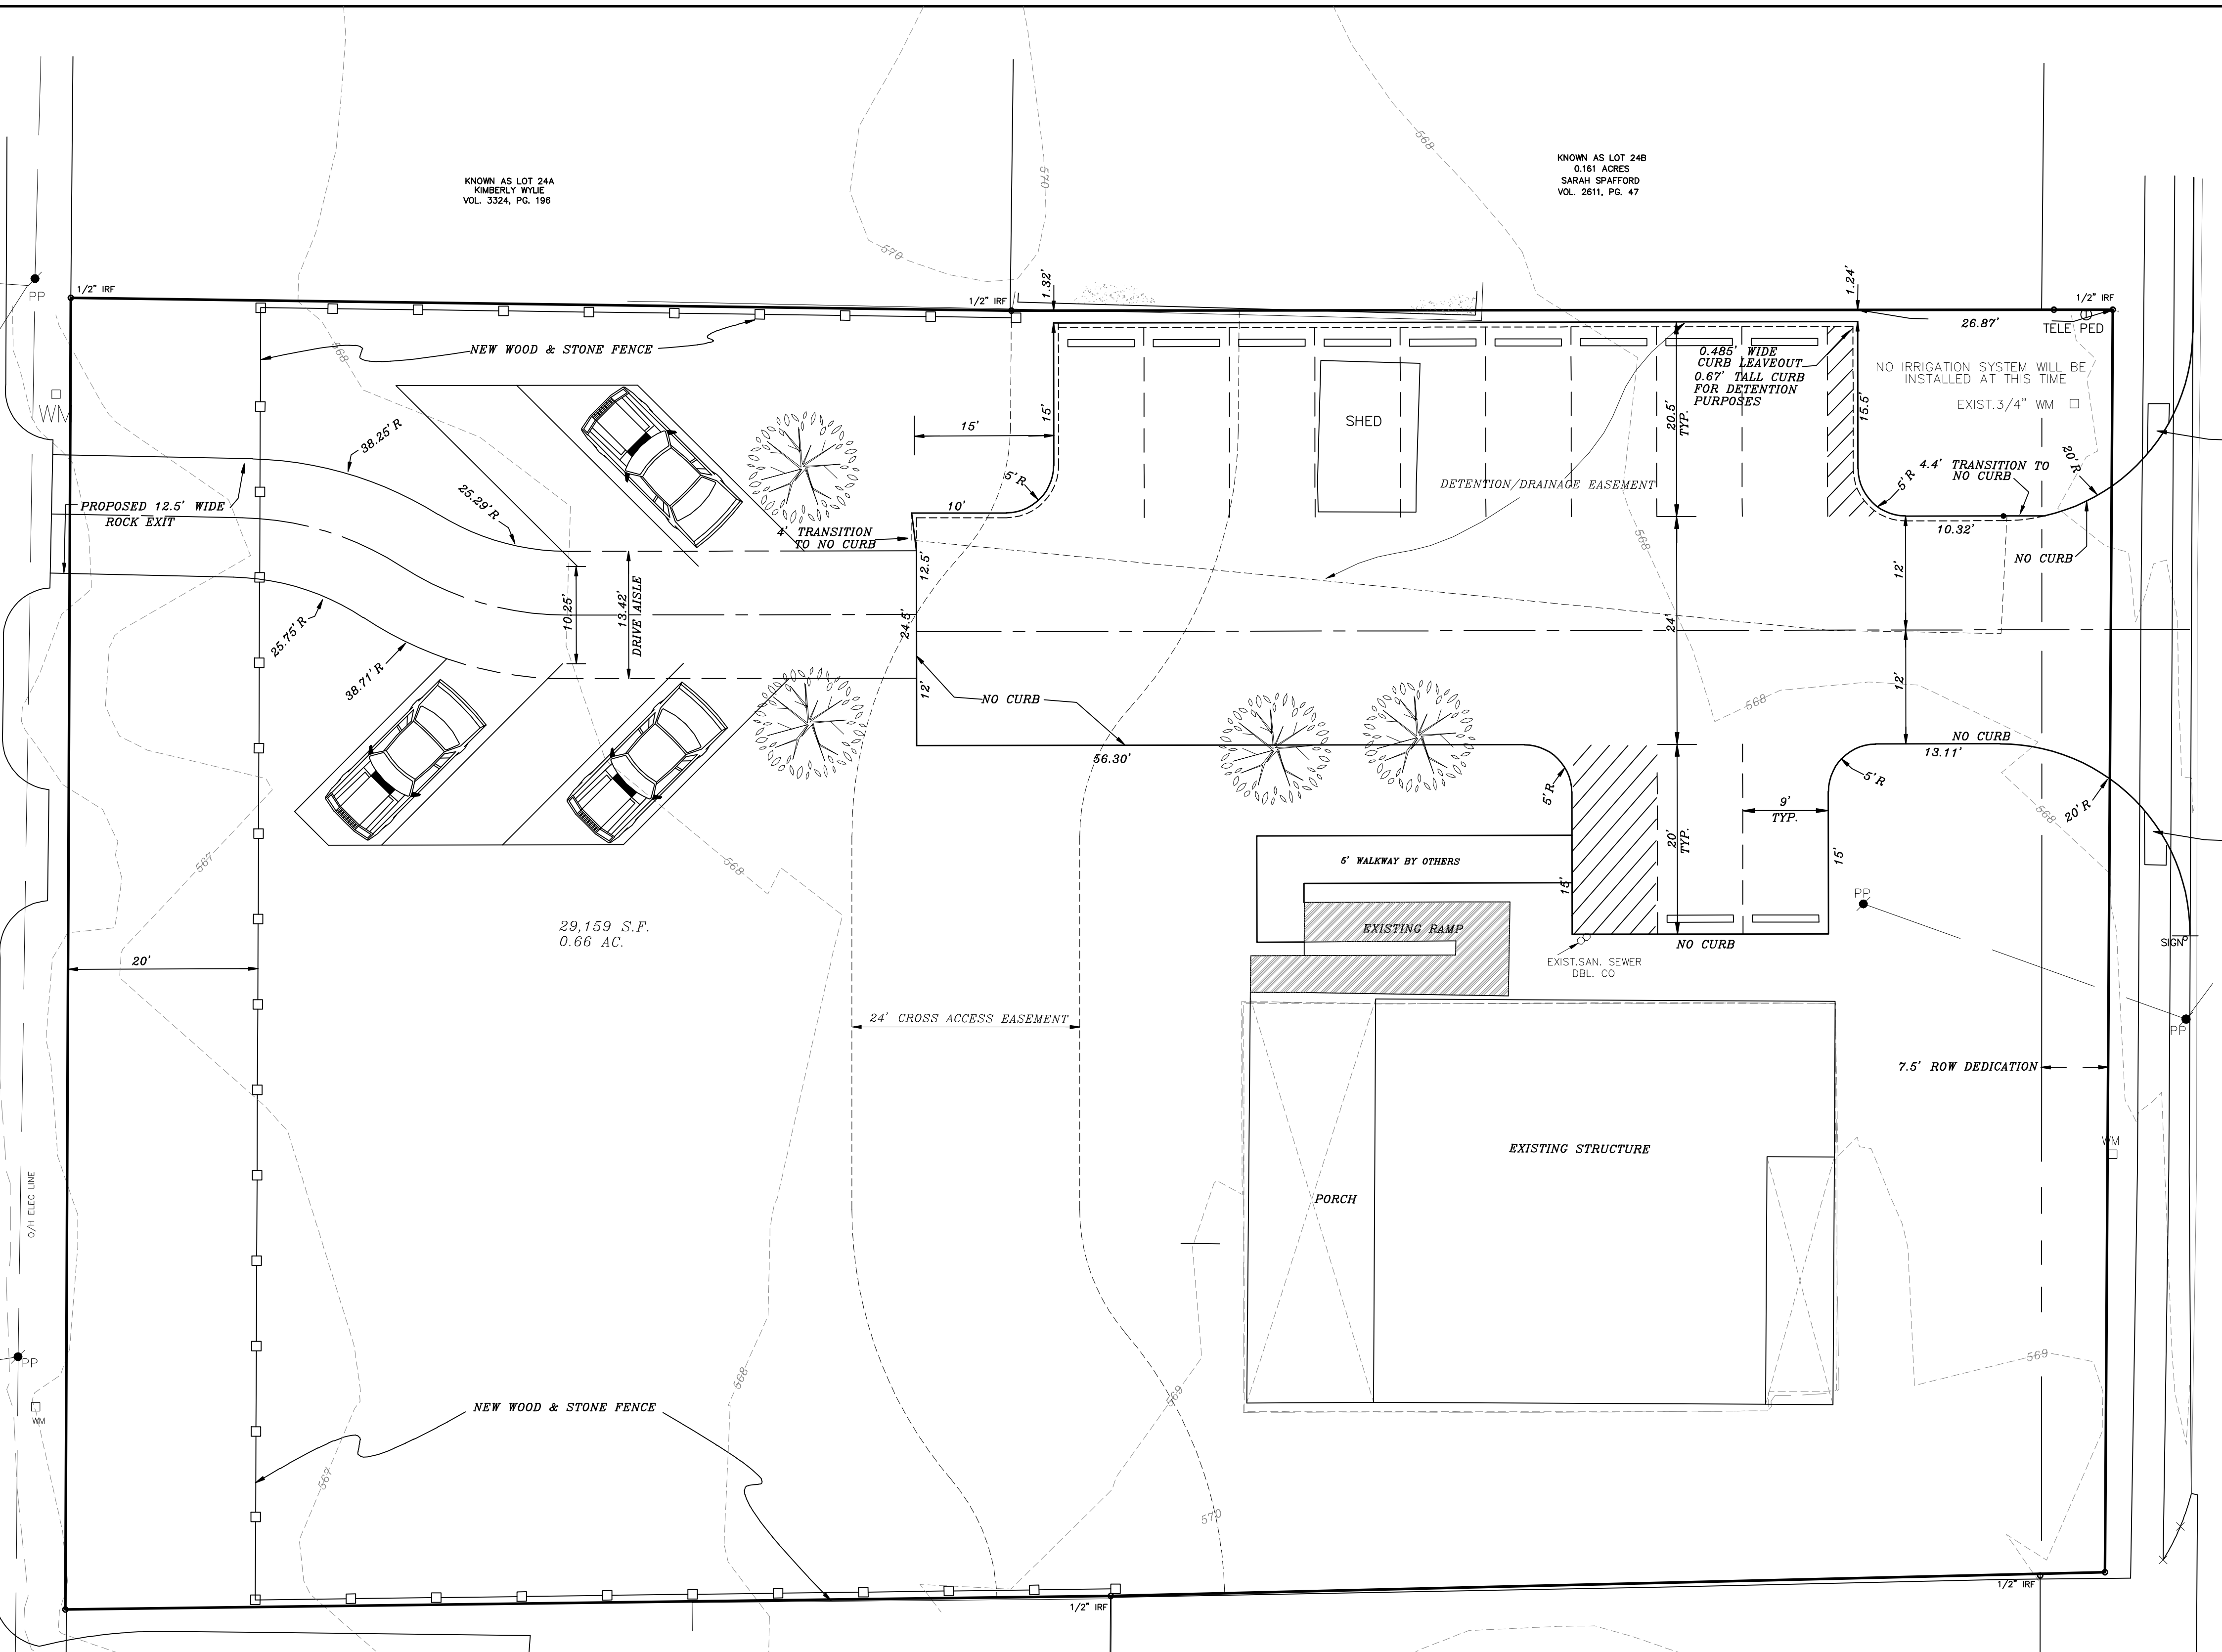 KNOWN AS LOT 24A
KIMBERLY WYLIE
VOL. 3324, PG. 196
KNOWN AS LOT 24B
0.161 ACRES
SARAH SPAFFORD
VOL. 2611, PG. 47
568
570
570
PP
1/2" IRF
1/2" IRF
1.32'
1.24'
1/2" IRF
26.87'
TELE PED
NEW WOOD & STONE FENCE
568
0.485' WIDE
CURB LEAVEOUT
0.67' TALL CURB
FOR DETENTION
PURPOSES
NO IRRIGATION SYSTEM WILL BE
INSTALLED AT THIS TIME
EXIST.3/4" WM
WM
38.25'R
15'
15'
SHED
20.5'
TYP.
15.5'
25.29'R
5'R
DETENTION/DRAINAGE EASEMENT
5'R
4.4' TRANSITION TO
NO CURB
20'R
PROPOSED 12.5' WIDE
ROCK EXIT
10'
4' TRANSITION
TO NO CURB
10.32'
568
NO CURB
12.5'
12'
10.25'
13.42'
DRIVE AISLE
24.5'
24'
25.75'R
38.71'R
12'
NO CURB
12'
568
NO CURB
13.11'
56.30'
5'R
5'R
9'
TYP.
20'R
568
20'
TYP.
567
568
5' WALKWAY BY OTHERS
15'
15'
PP
29,159 S.F.
0.66 AC.
EXISTING RAMP
NO CURB
SIGN
20'
EXIST.SAN. SEWER
DBL. CO
24' CROSS ACCESS EASEMENT
PP
7.5' ROW DEDICATION
WM
EXISTING STRUCTURE
PORCH
O/H ELEC LINE
PP
568
569
569
NEW WOOD & STONE FENCE
WM
567
570
1/2" IRF
1/2" IRF